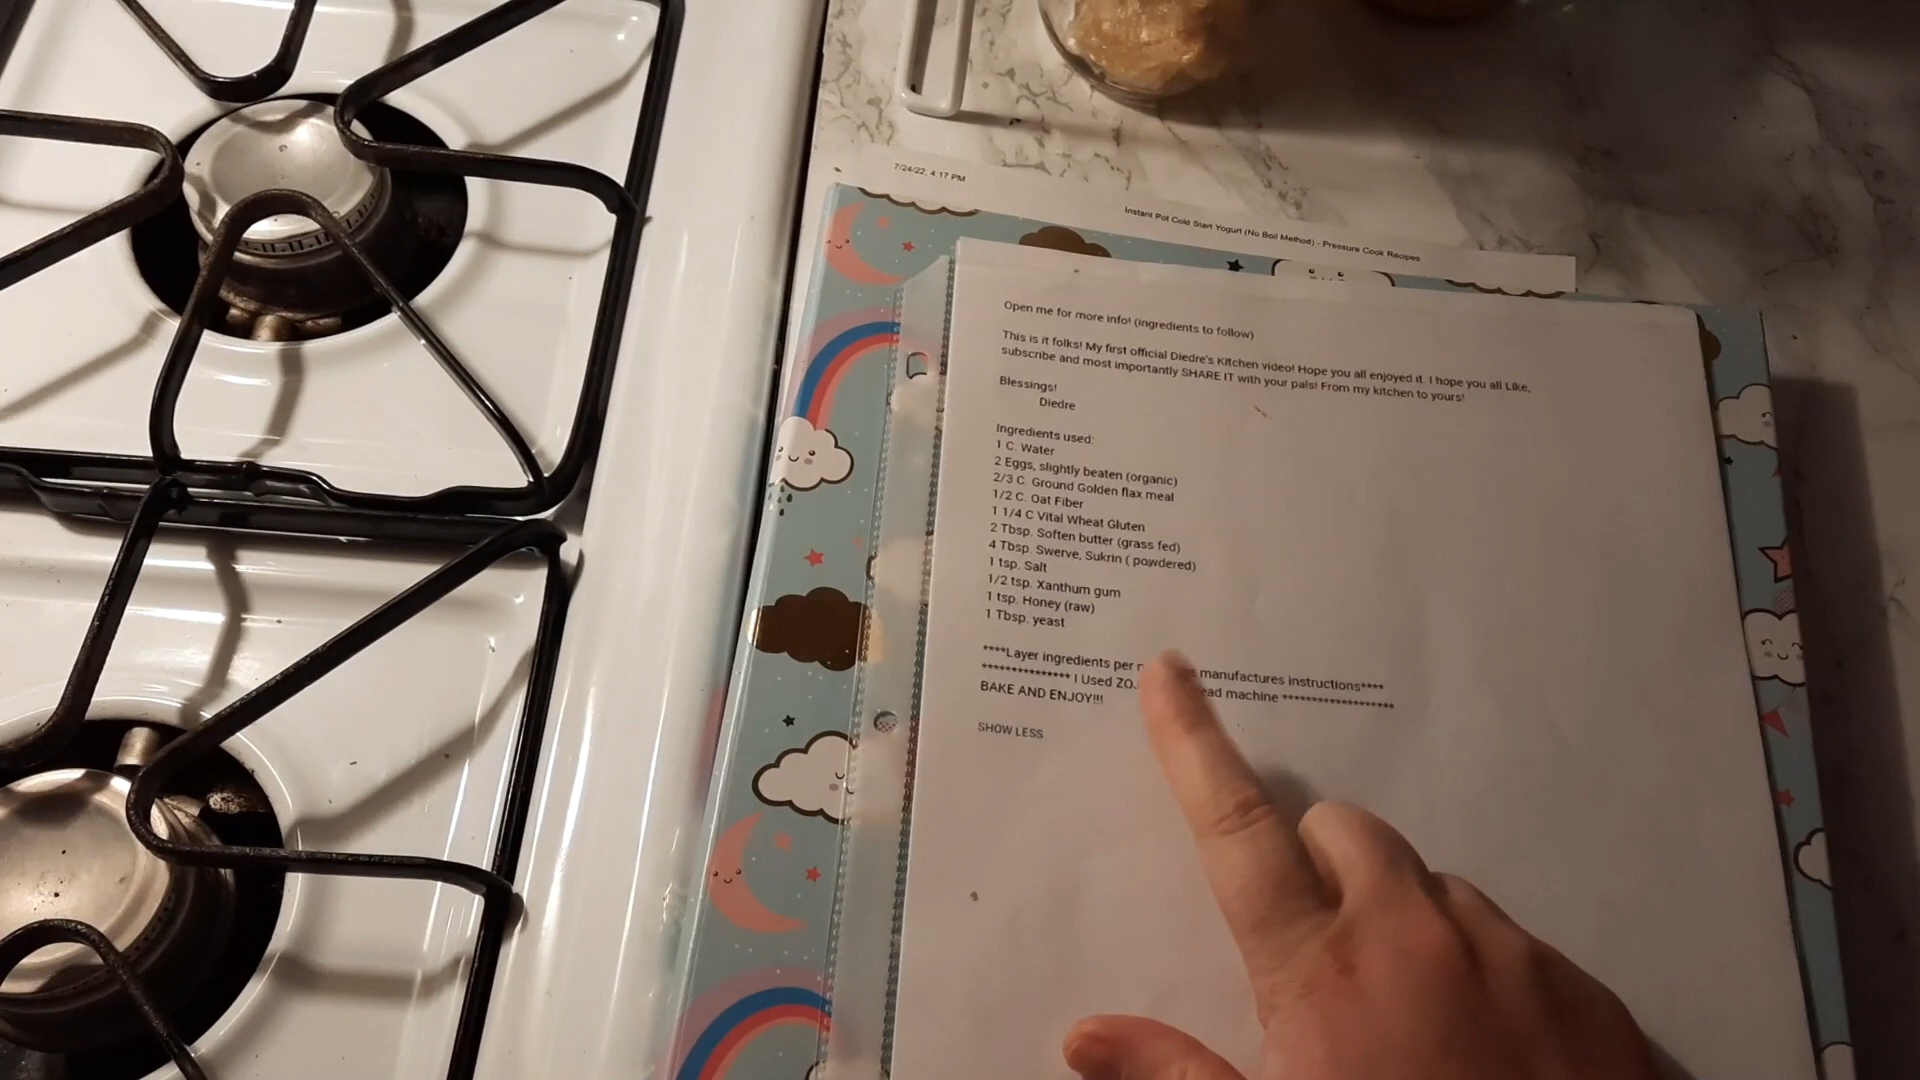 7/24/22, 4:17 PM
Instant Pot Cold Start Yogurt (No Boil Method) - Pressure Cook Recipes
Open me for more info! (ingredients to follow)
This is it folks! My first official Diedre's Kitchen video! Hope you all enjoyed it. I hope you all Like,
subscribe and most importantly SHARE IT with your pals! From my kitchen to yours!
Blessings!
Diedre
Ingredients used:
1 C. Water
2 Eggs, slightly beaten (organic)
2/3 C. Ground Golden flax meal
1/2 C. Oat Fiber
1 1/4 C Vital Wheat Gluten
2 Tbsp. Soften butter (grass fed)
4 Tbsp. Swerve, Sukrin ( powdered)
1 tsp. Salt
1/2 tsp. Xanthum gum
1 tsp. Honey (raw)
1 Tbsp. yeast
****Layer ingredients per manufactures instructions****
*************** I Used machine *******************
BAKE AND ENJOY!!!
SHOW LESS